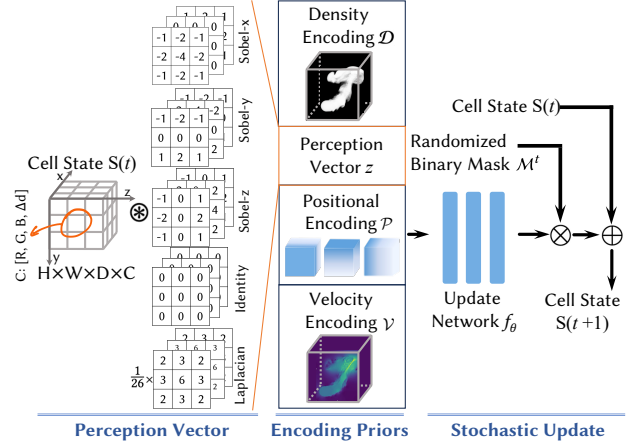 -1 -2 -1
-2 -4 -2
-1 -2 -1
Sobel-x
-1 -2 -1
0 0 0
1 2 1
Sobel-y
Cell State S(t)
x
z
y
C: [R, G, B, Δd]
H×W×D×C
⊛
-1 0 1
-2 0 2
-1 0 1
Sobel-z
0 0 0
0 0 0
0 0 0
Identity
1/26 ×
2 3 2
3 6 3
2 3 2
Laplacian
Perception Vector
Density
Encoding 𝒟
Perception
Vector z
Positional
Encoding 𝒫
Velocity
Encoding 𝒱
Encoding Priors
Cell State S(t)
Randomized
Binary Mask ℳᵗ
Update
Network f_θ
⊗
⊕
Cell State
S(t+1)
Stochastic Update